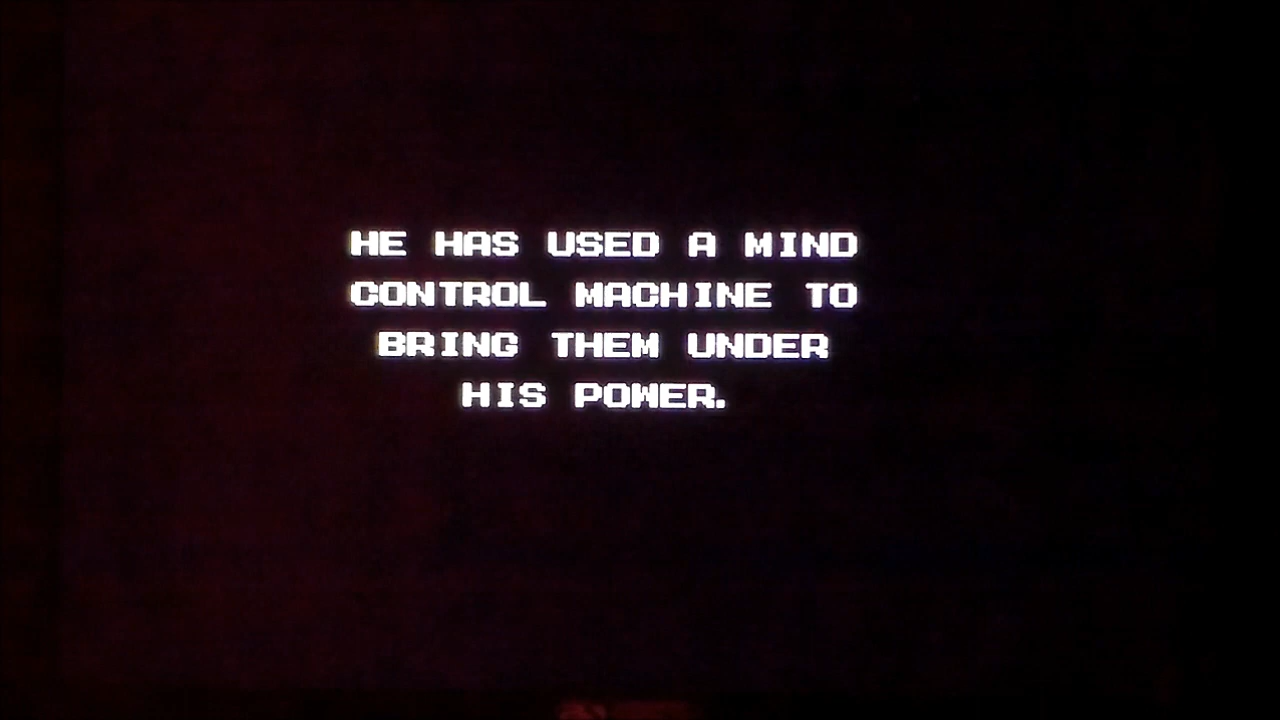 HE HAS USED A MIND
CONTROL MACHINE TO
BRING THEM UNDER
HIS POWER.